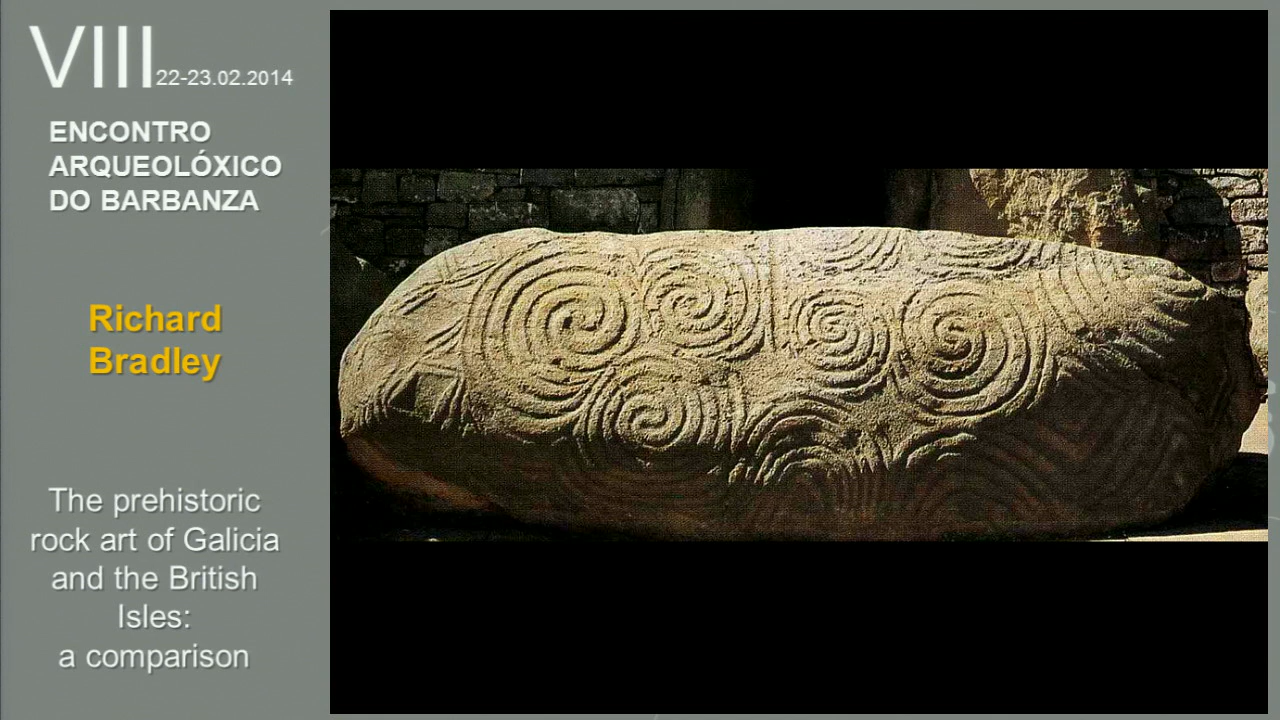 VIII 22-23.02.2014
ENCONTRO
ARQUEOLÓXICO
DO BARBANZA
Richard
Bradley
The prehistoric
rock art of Galicia
and the British
Isles:
a comparison